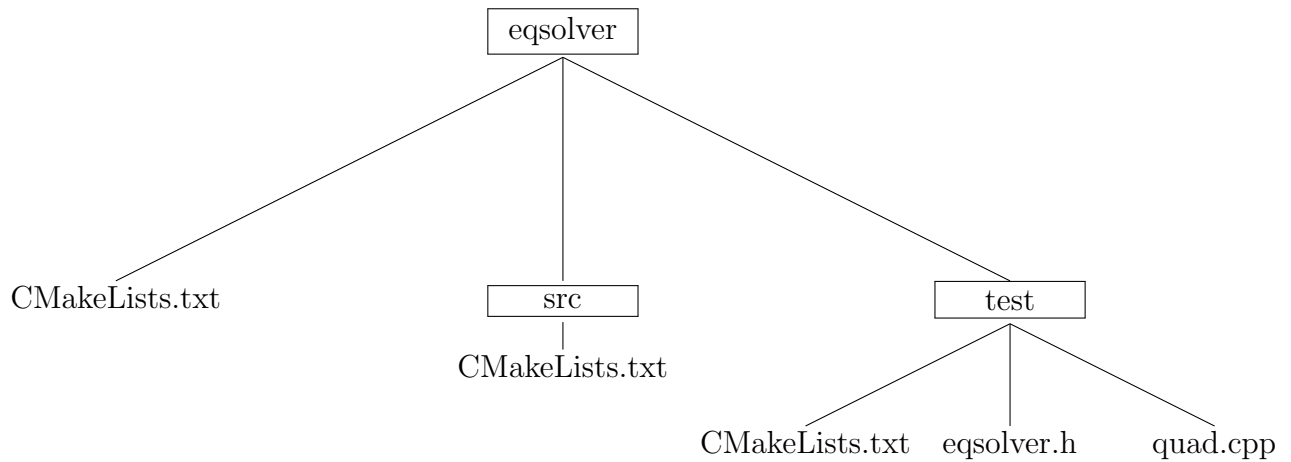 eqsolver
CMakeLists.txt
src
test
CMakeLists.txt
CMakeLists.txt eqsolver.h quad.cpp